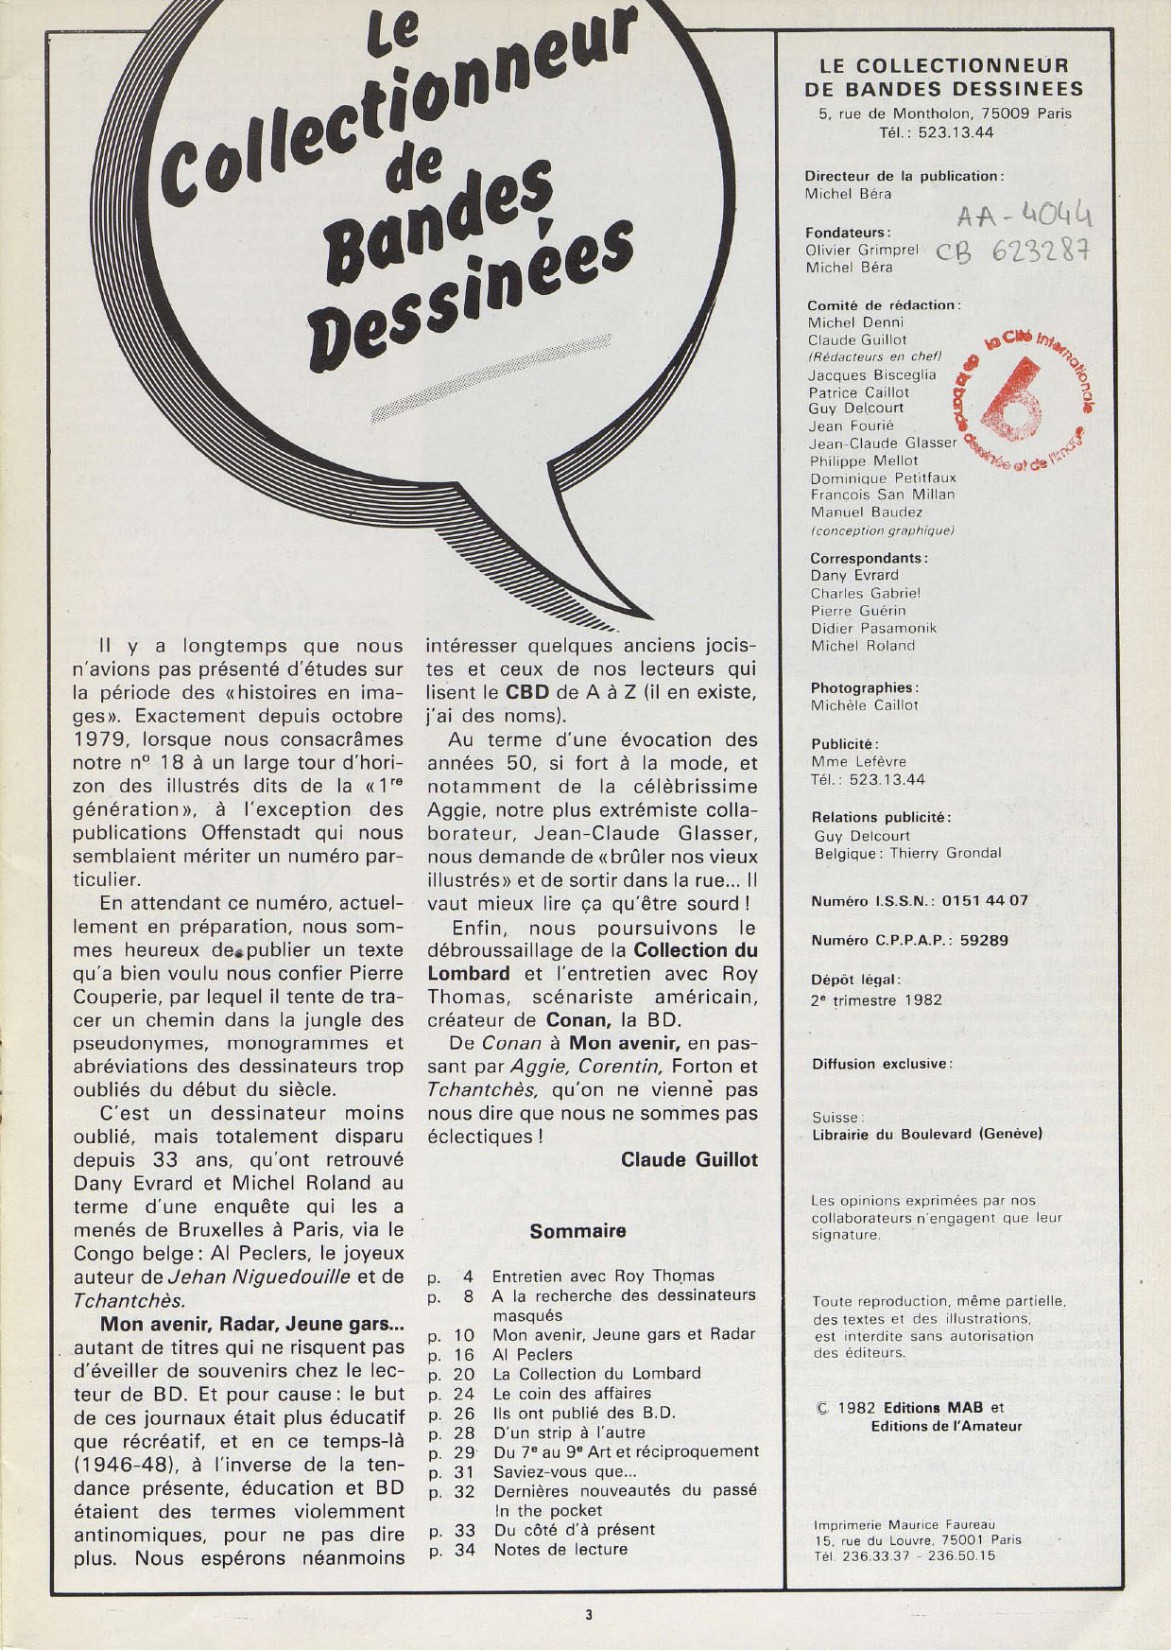 Le
Collectionneur
de
Bandes
Dessinées
Il y a longtemps que nous
n'avions pas présenté d'études sur
la période des «histoires en ima-
ges». Exactement depuis octobre
1979, lorsque nous consacrâmes
notre nº 18 à un large tour d'hori-
zon des illustrés dits de la «1re
génération», à l'exception des
publications Offenstadt qui nous
semblaient mériter un numéro par-
ticulier.
En attendant ce numéro, actuel-
lement en préparation, nous som-
mes heureux de publier un texte
qu'a bien voulu nous confier Pierre
Couperie, par lequel il tente de tra-
cer un chemin dans la jungle des
pseudonymes, monogrammes et
abréviations des dessinateurs trop
oubliés du début du siècle.
C'est un dessinateur moins
oublié, mais totalement disparu
depuis 33 ans, qu'ont retrouvé
Dany Evrard et Michel Roland au
terme d'une enquête qui les a
menés de Bruxelles à Paris, via le
Congo belge : Al Peclers, le joyeux
auteur de Jehan Niguedouille et de
Tchantchès.
Mon avenir, Radar, Jeune gars...
autant de titres qui ne risquent pas
d'éveiller de souvenirs chez le lec-
teur de BD. Et pour cause : le but
de ces journaux était plus éducatif
que récréatif, et en ce temps-là
(1946-48), à l'inverse de la ten-
dance présente, éducation et BD
étaient des termes violemment
antinomiques, pour ne pas dire
plus. Nous espérons néanmoins
intéresser quelques anciens jocis-
tes et ceux de nos lecteurs qui
lisent le CBD de A à Z (il en existe,
j'ai des noms).
Au terme d'une évocation des
années 50, si fort à la mode, et
notamment de la célèbrissime
Aggie, notre plus extrémiste colla-
borateur, Jean-Claude Glasser,
nous demande de «brûler nos vieux
illustrés» et de sortir dans la rue... Il
vaut mieux lire ça qu'être sourd !
Enfin, nous poursuivons le
débroussaillage de la Collection du
Lombard et l'entretien avec Roy
Thomas, scénariste américain,
créateur de Conan, la BD.
De Conan à Mon avenir, en pas-
sant par Aggie, Corentin, Forton et
Tchantchès, qu'on ne vienne pas
nous dire que nous ne sommes pas
éclectiques !
Claude Guillot
Sommaire
p. 4 Entretien avec Roy Thomas
p. 8 A la recherche des dessinateurs
masqués
p. 10 Mon avenir, Jeune gars et Radar
p. 16 Al Peclers
p. 20 La Collection du Lombard
p. 24 Le coin des affaires
p. 26 Ils ont publié des B.D.
p. 28 D'un strip à l'autre
p. 29 Du 7e au 9e Art et réciproquement
p. 31 Saviez-vous que...
p. 32 Dernières nouveautés du passé
In the pocket
p. 33 Du côté d'à présent
p. 34 Notes de lecture
LE COLLECTIONNEUR
DE BANDES DESSINEES
5, rue de Montholon, 75009 Paris
Tél. : 523.13.44
Directeur de la publication :
Michel Béra
AA-4044
Fondateurs :
Olivier Grimprel
CB 623287
Michel Béra
Comité de rédaction :
Michel Denni
Claude Guillot
(Rédacteurs en chef)
Jacques Bisceglia
Patrice Caillot
Guy Delcourt
Jean Fourié
Jean-Claude Glasser
Philippe Mellot
Dominique Petitfaux
Francois San Millan
Manuel Baudez
(conception graphique)
la Cité internationale
de la bande dessinée et de l'image
6
Correspondants :
Dany Evrard
Charles Gabriel
Pierre Guérin
Didier Pasamonik
Michel Roland
Photographies :
Michèle Caillot
Publicité :
Mme Lefèvre
Tél. : 523.13.44
Relations publicité :
Guy Delcourt
Belgique : Thierry Grondal
Numéro I.S.S.N. : 0151 44 07
Numéro C.P.P.A.P. : 59289
Dépôt légal :
2e trimestre 1982
Diffusion exclusive :
Suisse :
Librairie du Boulevard (Genève)
Les opinions exprimées par nos
collaborateurs n'engagent que leur
signature.
Toute reproduction, même partielle,
des textes et des illustrations,
est interdite sans autorisation
des éditeurs.
© 1982 Editions MAB et
Editions de l'Amateur
Imprimerie Maurice Faureau
15, rue du Louvre, 75001 Paris
Tél. 236.33.37 - 236.50.15
3